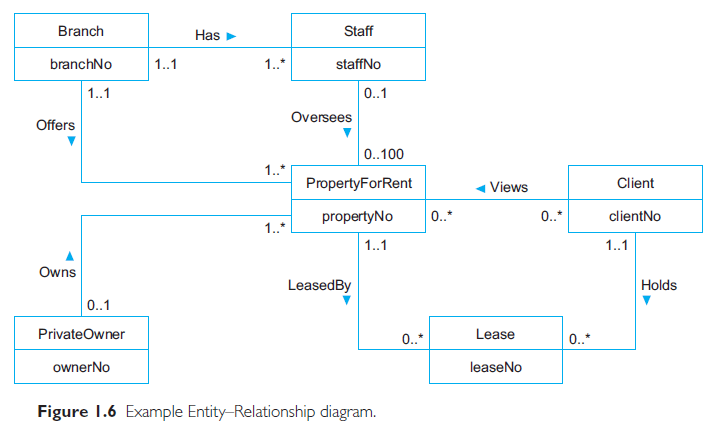 Branch
Has
Staff
branchNo
1..1
1..*
staffNo
1..1
0..1
Offers
Oversees
0..100
1..*
PropertyForRent
Views
Client
propertyNo
0..*
0..*
clientNo
1..*
1..1
1..1
Owns
LeasedBy
Holds
0..1
PrivateOwner
0..*
Lease
0..*
ownerNo
leaseNo
Figure 1.6 Example Entity–Relationship diagram.